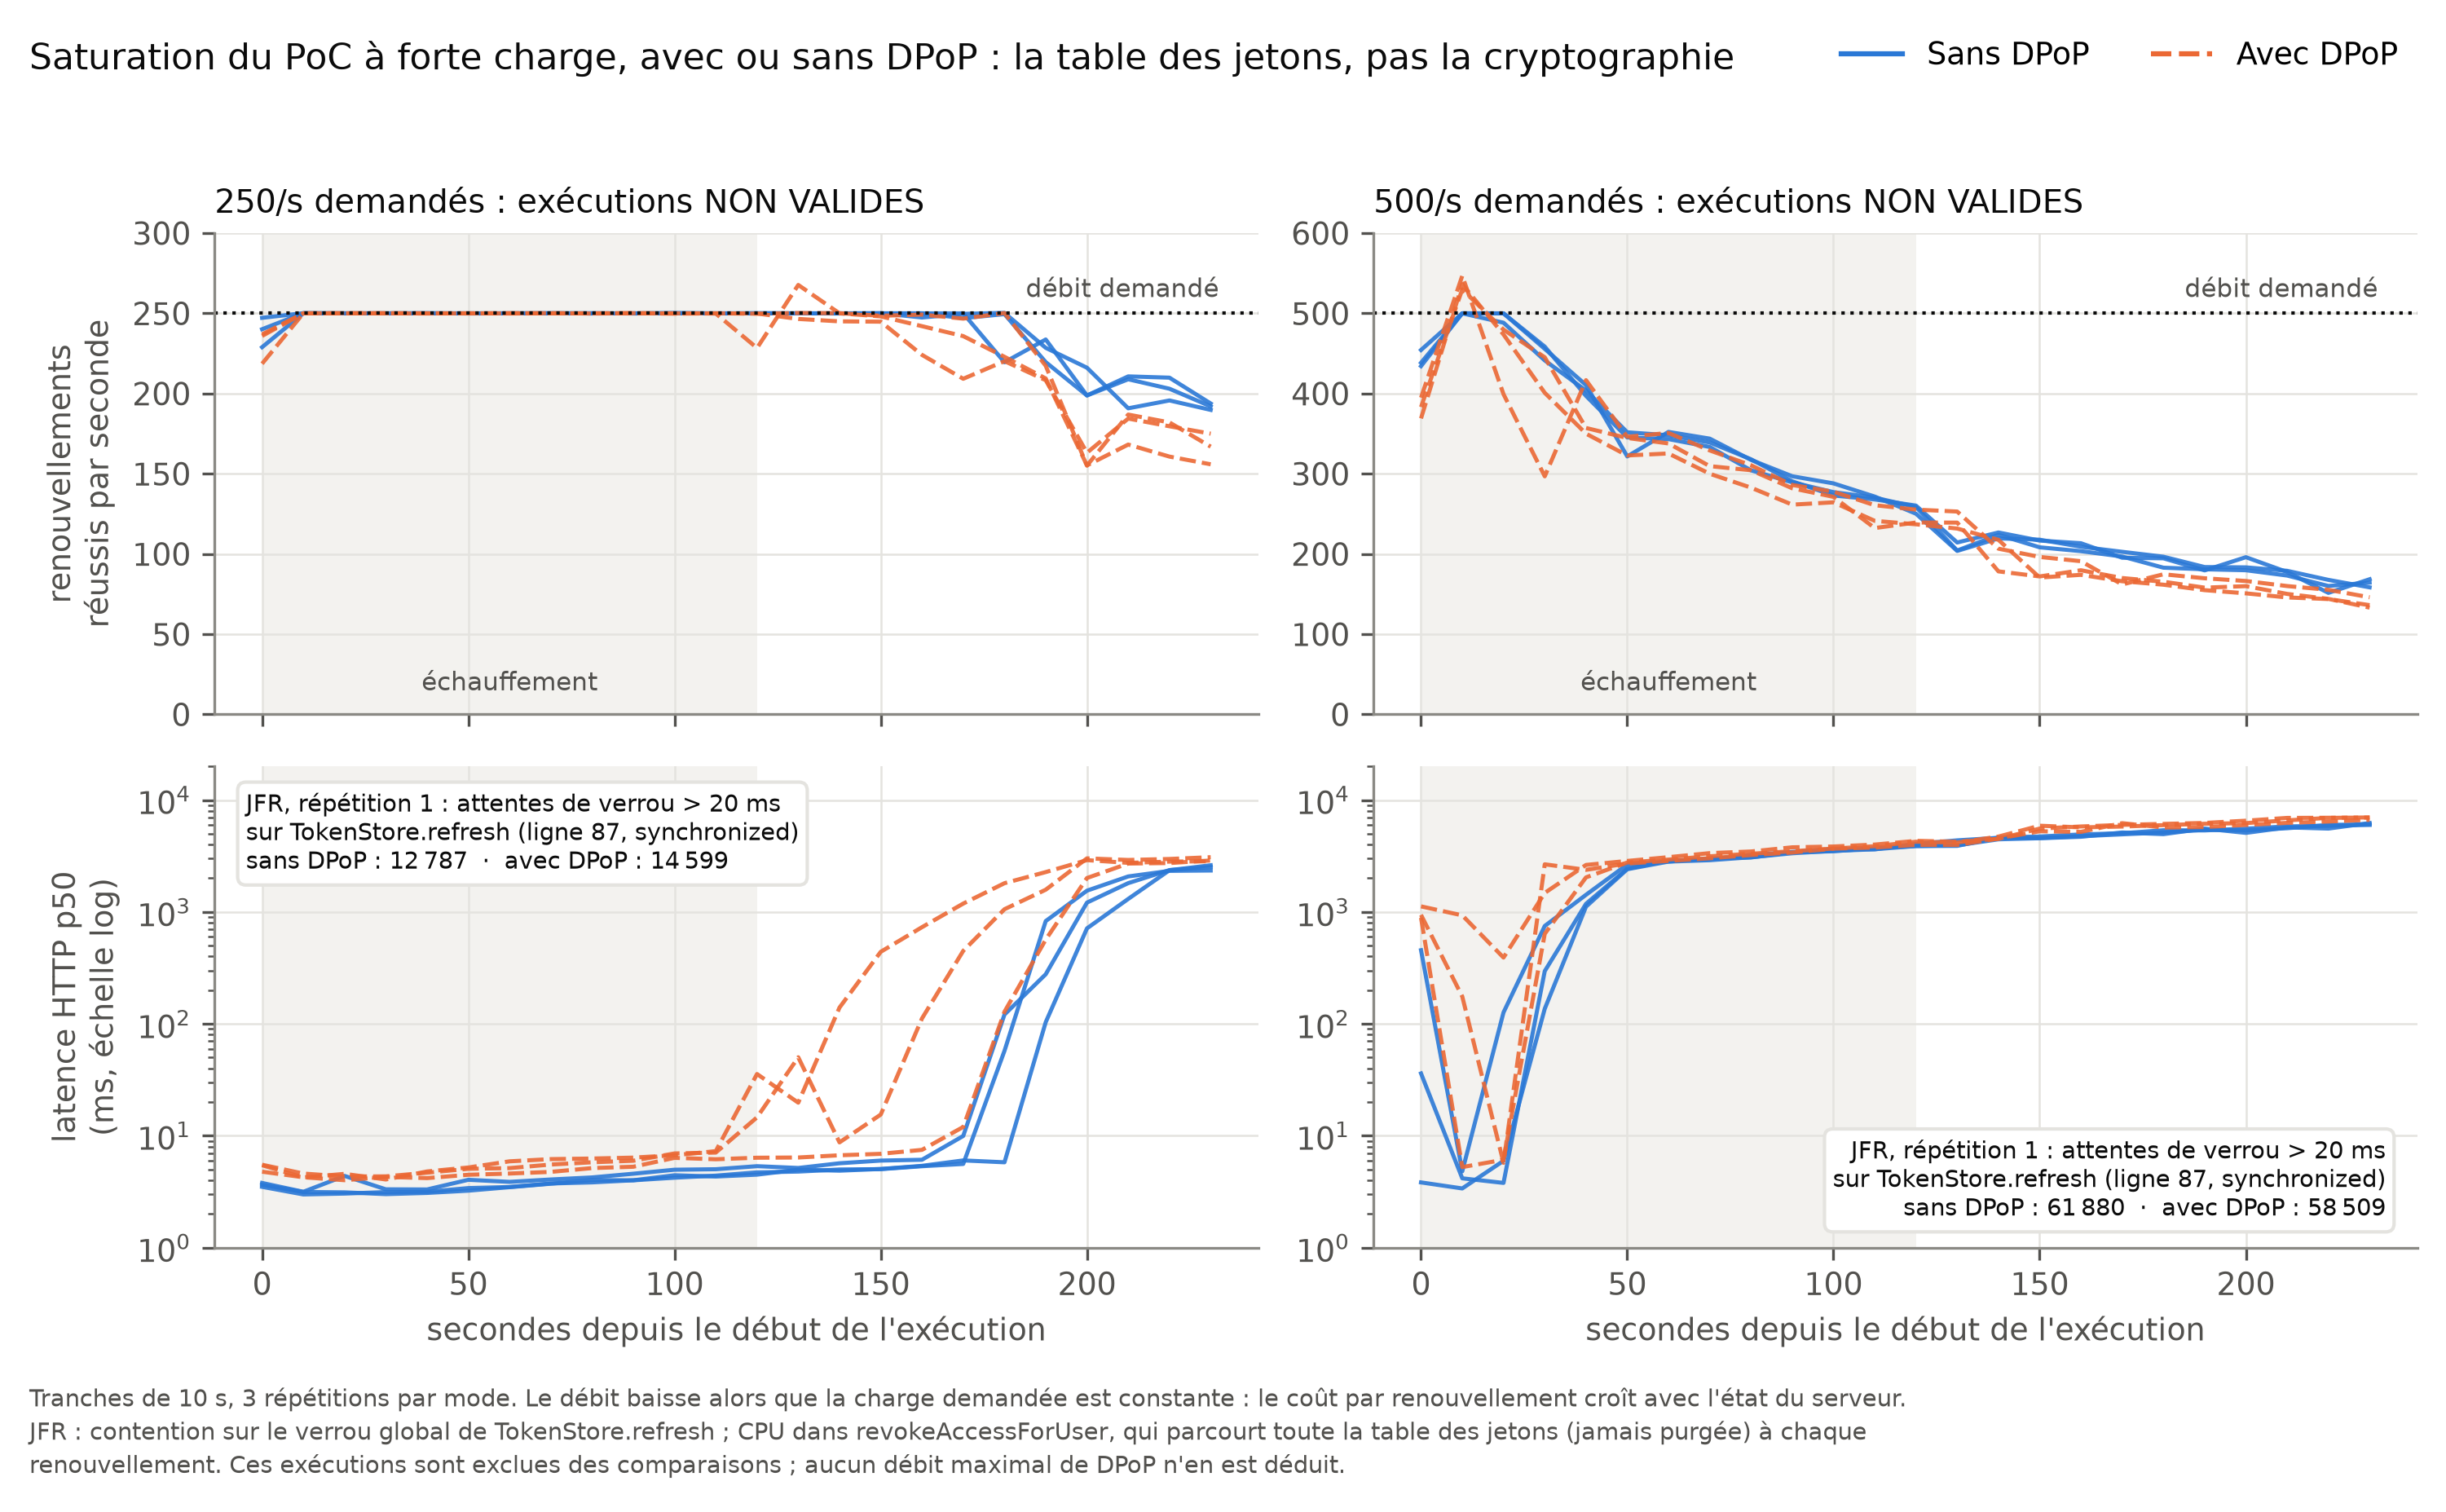 Saturation du PoC à forte charge, avec ou sans DPoP : la table des jetons, pas la cryptographie
Sans DPoP
Avec DPoP
250/s demandés : exécutions NON VALIDES
300
250
200
150
100
50
0
renouvellements
réussis par seconde
débit demandé
échauffement
500/s demandés : exécutions NON VALIDES
600
500
400
300
200
100
0
débit demandé
échauffement
10⁴
10³
10²
10¹
10⁰
latence HTTP p50
(ms, échelle log)
JFR, répétition 1 : attentes de verrou > 20 ms
sur TokenStore.refresh (ligne 87, synchronized)
sans DPoP : 12 787 · avec DPoP : 14 599
0 50 100 150 200
secondes depuis le début de l'exécution
10⁴
10³
10²
10¹
10⁰
JFR, répétition 1 : attentes de verrou > 20 ms
sur TokenStore.refresh (ligne 87, synchronized)
sans DPoP : 61 880 · avec DPoP : 58 509
0 50 100 150 200
secondes depuis le début de l'exécution
Tranches de 10 s, 3 répétitions par mode. Le débit baisse alors que la charge demandée est constante : le coût par renouvellement croît avec l'état du serveur.
JFR : contention sur le verrou global de TokenStore.refresh ; CPU dans revokeAccessForUser, qui parcourt toute la table des jetons (jamais purgée) à chaque
renouvellement. Ces exécutions sont exclues des comparaisons ; aucun débit maximal de DPoP n'en est déduit.